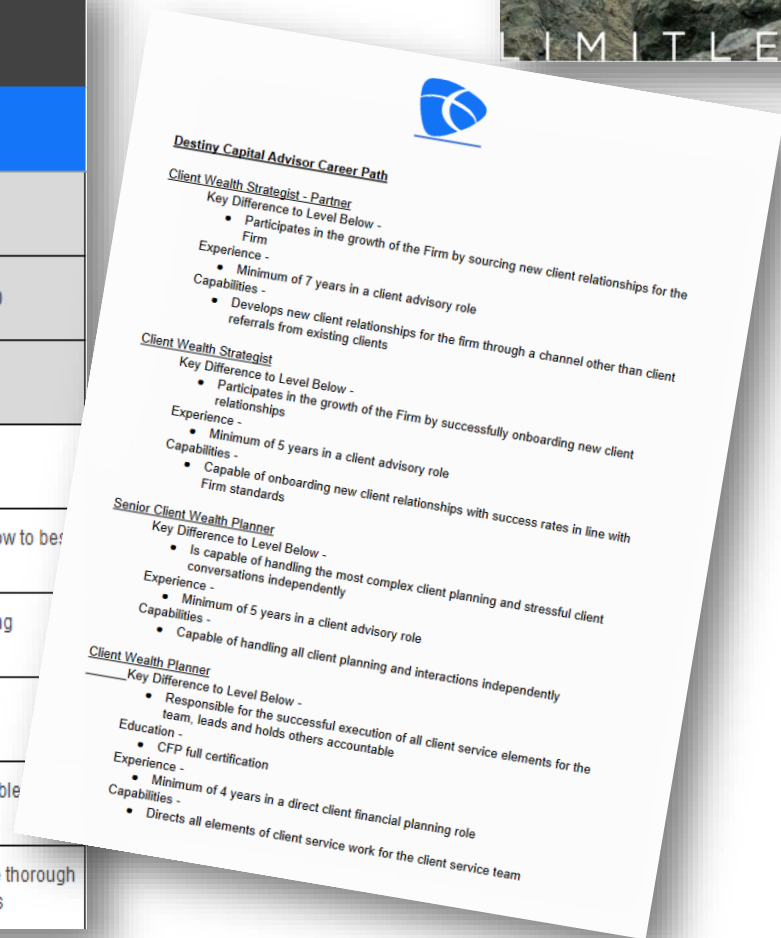 LIMITLE
Destiny Capital Advisor Career Path
Client Wealth Strategist - Partner
Key Difference to Level Below -
• Participates in the growth of the Firm by sourcing new client relationships for the
Firm
Experience -
• Minimum of 7 years in a client advisory role
Capabilities -
• Develops new client relationships for the firm through a channel other than client
referrals from existing clients
Client Wealth Strategist
Key Difference to Level Below -
• Participates in the growth of the Firm by successfully onboarding new client
relationships
Experience -
• Minimum of 5 years in a client advisory role
Capabilities -
• Capable of onboarding new client relationships with success rates in line with
Firm standards
Senior Client Wealth Planner
Key Difference to Level Below -
• Is capable of handling the most complex client planning and stressful client
conversations independently
Experience -
• Minimum of 5 years in a client advisory role
Capabilities -
• Capable of handling all client planning and interactions independently
Client Wealth Planner
Key Difference to Level Below -
• Responsible for the successful execution of all client service elements for the
team, leads and holds others accountable
Education -
• CFP full certification
Experience -
• Minimum of 4 years in a direct client financial planning role
Capabilities -
• Directs all elements of client service work for the client service team
ow to bes
ng
ble
thorough
s